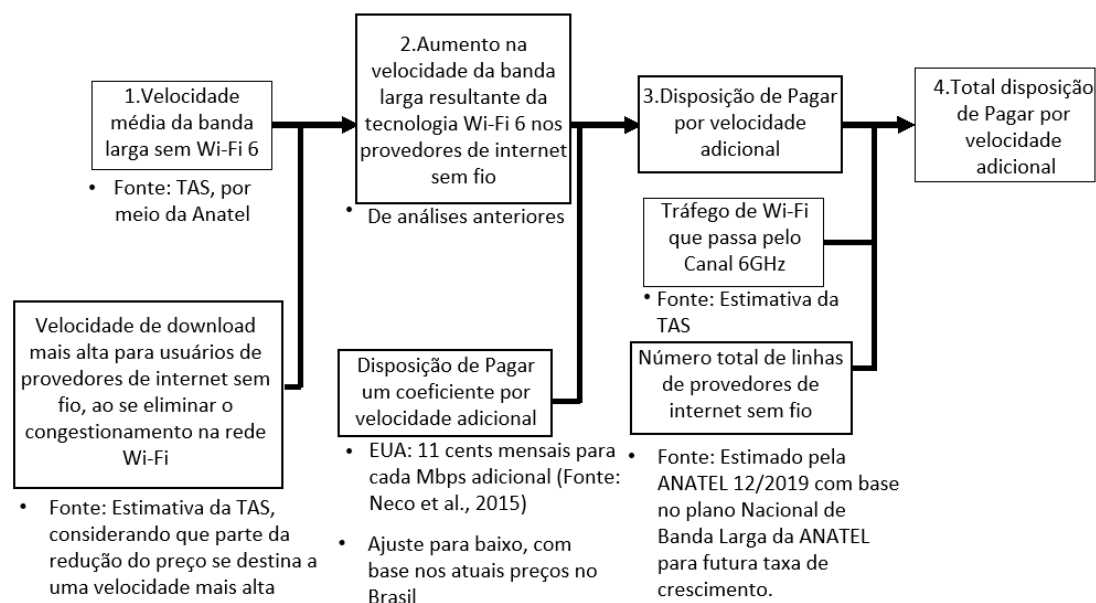 1.Velocidade
média da banda
larga sem Wi-Fi 6
• Fonte: TAS, por
meio da Anatel
2.Aumento na
velocidade da banda
larga resultante da
tecnologia Wi-Fi 6 nos
provedores de internet
sem fio
• De análises anteriores
3.Disposição de Pagar
por velocidade
adicional
4.Total disposição
de Pagar por
velocidade
adicional
Tráfego de Wi-Fi
que passa pelo
Canal 6GHz
• Fonte: Estimativa da
TAS
Velocidade de download
mais alta para usuários de
provedores de internet sem
fio, ao se eliminar o
congestionamento na rede
Wi-Fi
• Fonte: Estimativa da TAS,
considerando que parte da
redução do preço se destina a
uma velocidade mais alta
Disposição de Pagar
um coeficiente por
velocidade adicional
• EUA: 11 cents mensais para
cada Mbps adicional (Fonte:
Neco et al., 2015)
• Ajuste para baixo, com
base nos atuais preços no
Brasil
Número total de linhas
de provedores de
internet sem fio
• Fonte: Estimado pela
ANATEL 12/2019 com base
no plano Nacional de
Banda Larga da ANATEL
para futura taxa de
crescimento.